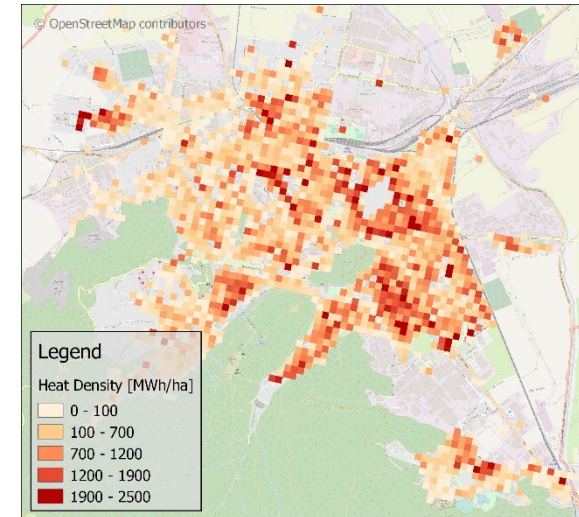 © OpenStreetMap contributors
Legend
Heat Density [MWh/ha]
0 - 100
100 - 700
700 - 1200
1200 - 1900
1900 - 2500